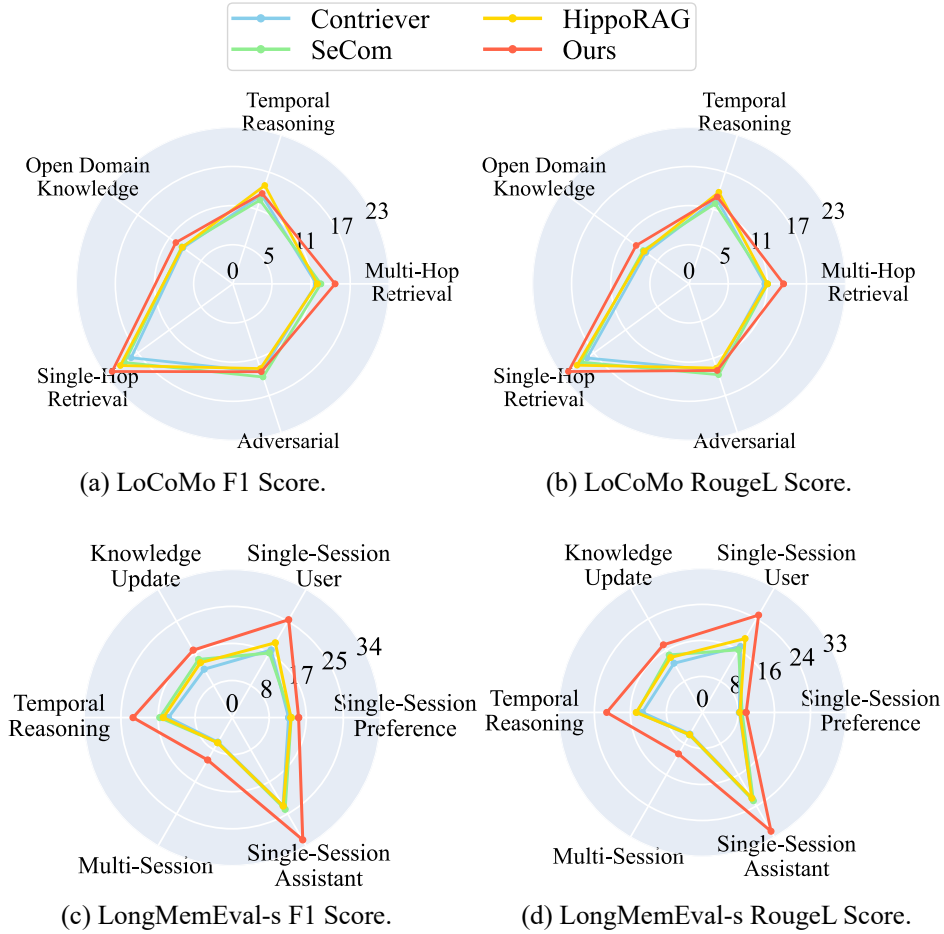 Contriever
HippoRAG
SeCom
Ours
Temporal
Reasoning
Open Domain
Knowledge
23
17
11
5
0
Multi-Hop
Retrieval
Single-Hop
Retrieval
Adversarial
(a) LoCoMo F1 Score.
Temporal
Reasoning
Open Domain
Knowledge
23
17
11
5
0
Multi-Hop
Retrieval
Single-Hop
Retrieval
Adversarial
(b) LoCoMo RougeL Score.
Knowledge
Update
Single-Session
User
34
25
17
8
0
Temporal
Reasoning
Single-Session
Preference
Multi-Session
Single-Session
Assistant
(c) LongMemEval-s F1 Score.
Knowledge
Update
Single-Session
User
33
24
16
8
0
Temporal
Reasoning
Single-Session
Preference
Multi-Session
Single-Session
Assistant
(d) LongMemEval-s RougeL Score.